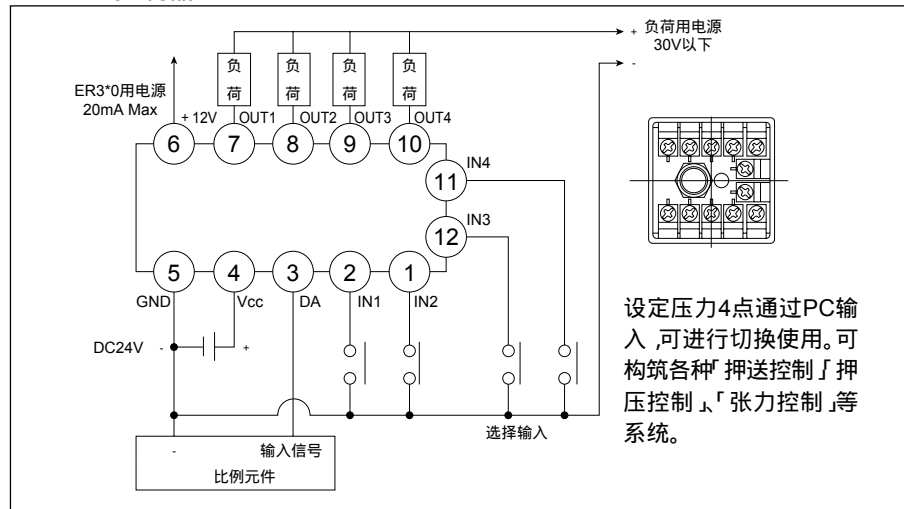 负荷用电源
30V以下
+
-
负荷
负荷
负荷
负荷
ER3*0用电源
20mA Max
+ 12V
OUT1
OUT2
OUT3
OUT4
6
7
8
9
10
11
IN4
12
IN3
5
4
3
2
1
GND
Vcc
DA
IN1
IN2
DC24V
-
+
选择输入
-
输入信号
比例元件
设定压力4点通过PC输
入,可进行切换使用。可
构筑各种「押送控制」「押
压控制」、「张力控制」等
系统。